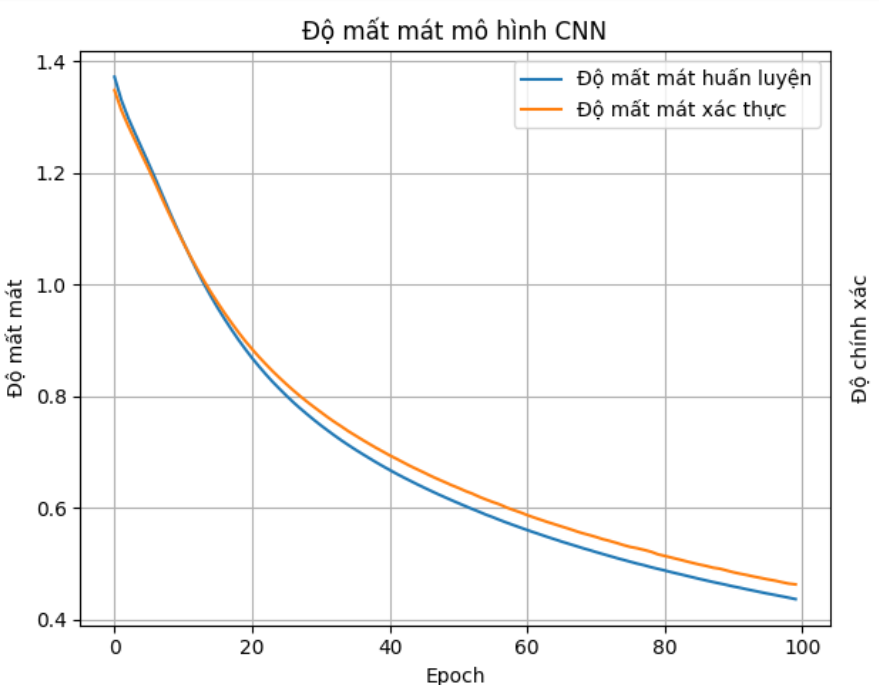 Độ mất mát mô hình CNN
Độ mất mát huấn luyện
Độ mất mát xác thực
Độ mất mát
1.4
1.2
1.0
0.8
0.6
0.4
0 20 40 60 80 100
Epoch
Độ chính xác